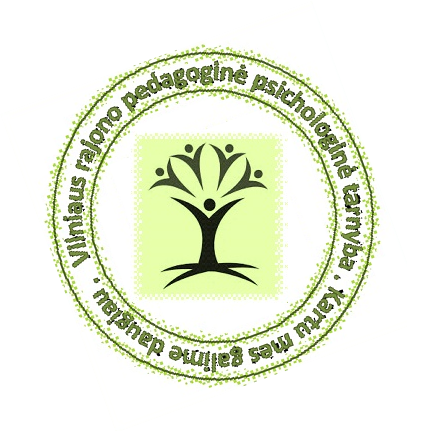 Vilniaus rajono pedagoginė psichologinė tarnyba . Kartu mes galime daugiau .